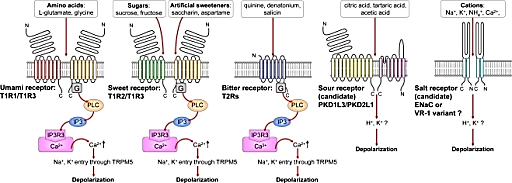 Amino acids:
L-glutamate, glycine
Sugars:
sucrose, fructose
Artificial sweeteners:
saccharin, aspartame
quinine, denatonium,
salicin
citric acid, tartaric acid,
acetic acid
Cations:
Na⁺, K⁺, NH₄⁺, Ca²⁺,
N
N
N
N
N
N
N
N
N
Umami receptor:
T1R1/T1R3
C
C
G
Sweet receptor:
T1R2/T1R3
C
C
G
Bitter receptor:
T2Rs
C
G
Sour receptor
(candidate)
PKD1L3/PKD2L1
C
C
Salt receptor
(candidate)
ENaC or
VR-1 variant ?
C
N
C
N
PLC
PLC
PLC
IP3
IP3
IP3
H⁺, K⁺ ?
H⁺, K⁺ ?
IP3R3
IP3R3
IP3R3
Ca²⁺
Ca²⁺↑
Ca²⁺
Ca²⁺↑
Ca²⁺
Ca²⁺↑
Depolarization
Depolarization
Na⁺, K⁺ entry through TRPM5
Na⁺, K⁺ entry through TRPM5
Na⁺, K⁺ entry through TRPM5
Depolarization
Depolarization
Depolarization